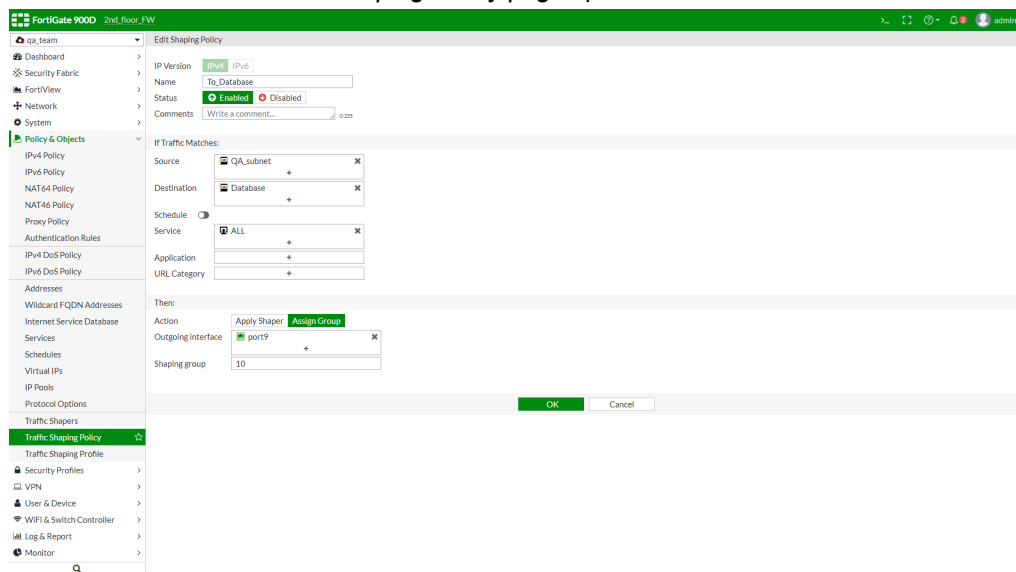 FortiGate 900D 2nd_floor_FW >_ admin
qa_team Edit Shaping Policy
Dashboard
Security Fabric
FortiView
Network
System
Policy & Objects
IPv4 Policy
IPv6 Policy
NAT64 Policy
NAT46 Policy
Proxy Policy
Authentication Rules
IPv4 DoS Policy
IPv6 DoS Policy
Addresses
Wildcard FQDN Addresses
Internet Service Database
Services
Schedules
Virtual IPs
IP Pools
Protocol Options
Traffic Shapers
Traffic Shaping Policy
Traffic Shaping Profile
Security Profiles
VPN
User & Device
WiFi & Switch Controller
Log & Report
Monitor
IP Version IPv4 IPv6
Name To_Database
Status Enabled Disabled
Comments Write a comment... 0/255
If Traffic Matches:
Source QA_subnet
+
Destination Database
+
Schedule
Service ALL
+
Application +
URL Category +
Then:
Action Apply Shaper Assign Group
Outgoing interface port9
+
Shaping group 10
OK Cancel